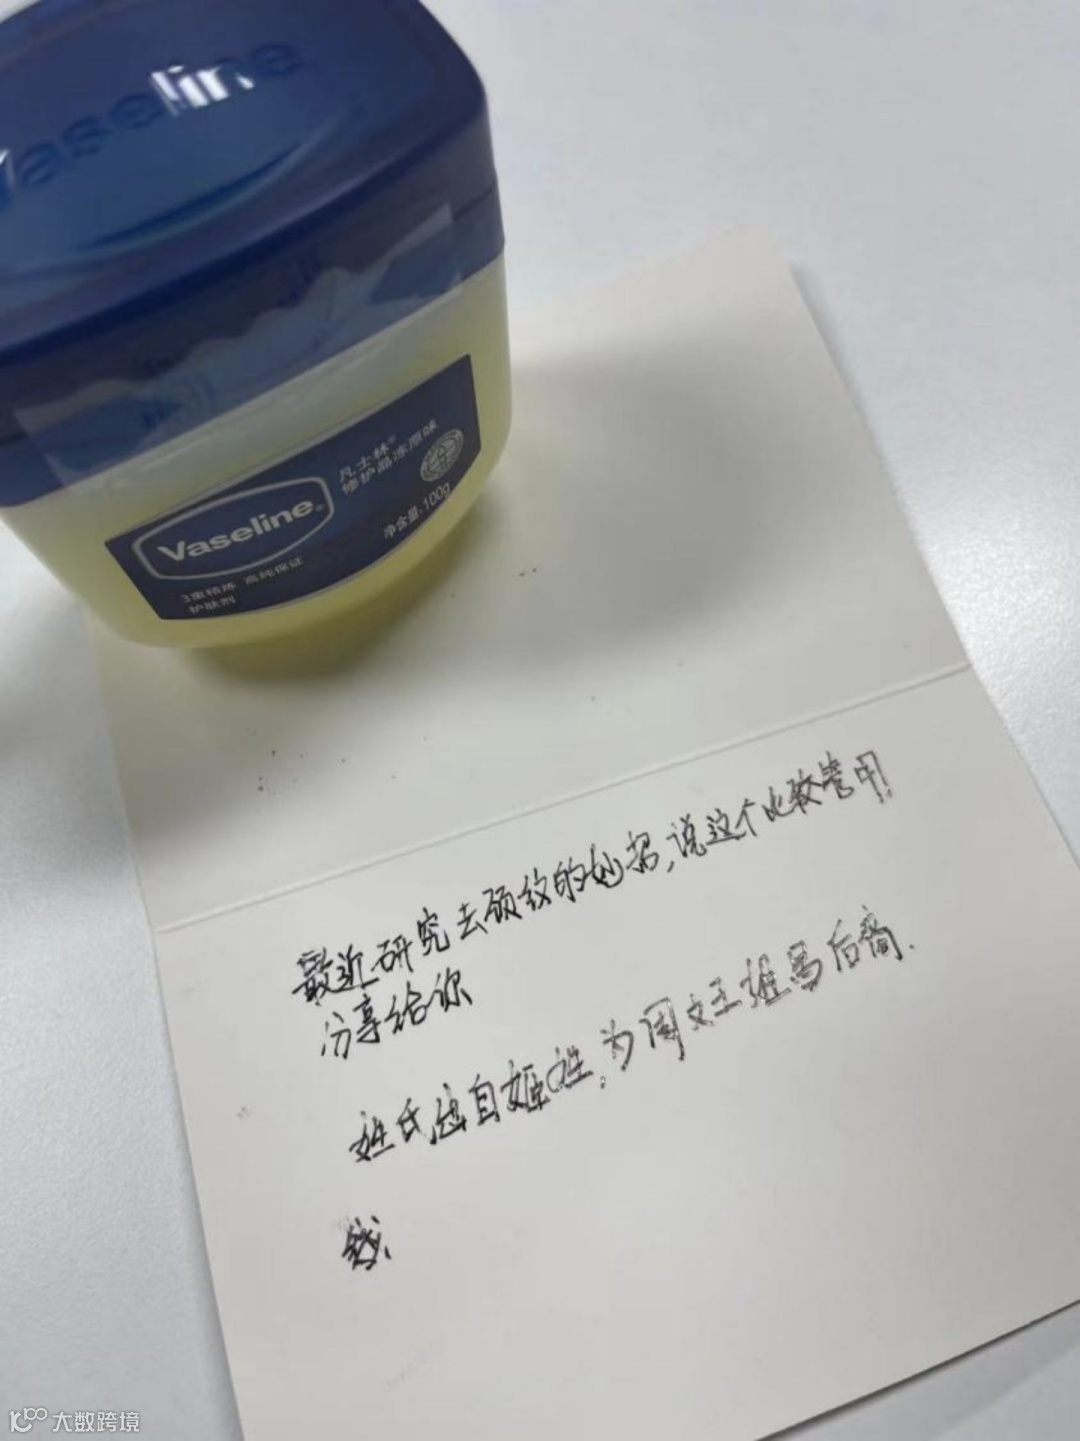 Vaseline
凡士林®
修护晶冻原味
Vaseline®
净含量:100g
3重精炼 高纯保证
护肤剂
最近研究去颈纹的妙招,说这个比较管用!
分享给你
姓氏出自姬姓,为周文王姬昌后裔.
钱
大数跨境